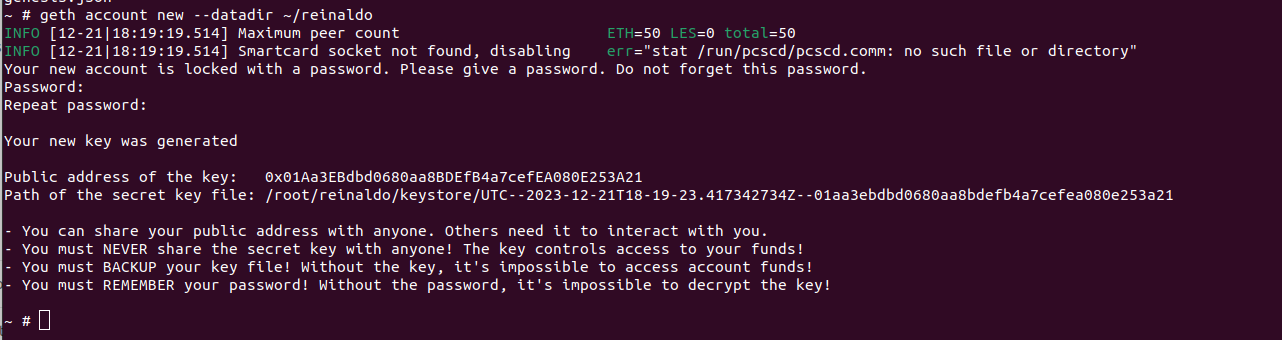 genesis.json
~ # geth account new --datadir ~/reinaldo
INFO [12-21|18:19:19.514] Maximum peer count ETH=50 LES=0 total=50
INFO [12-21|18:19:19.514] Smartcard socket not found, disabling err="stat /run/pcscd/pcscd.comm: no such file or directory"
Your new account is locked with a password. Please give a password. Do not forget this password.
Password:
Repeat password:
Your new key was generated
Public address of the key: 0x01Aa3EBdbd0680aa8BDEfB4a7cefEA080E253A21
Path of the secret key file: /root/reinaldo/keystore/UTC--2023-12-21T18-19-23.417342734Z--01aa3ebdbd0680aa8bdefb4a7cefea080e253a21
- You can share your public address with anyone. Others need it to interact with you.
- You must NEVER share the secret key with anyone! The key controls access to your funds!
- You must BACKUP your key file! Without the key, it's impossible to access account funds!
- You must REMEMBER your password! Without the password, it's impossible to decrypt the key!
~ #